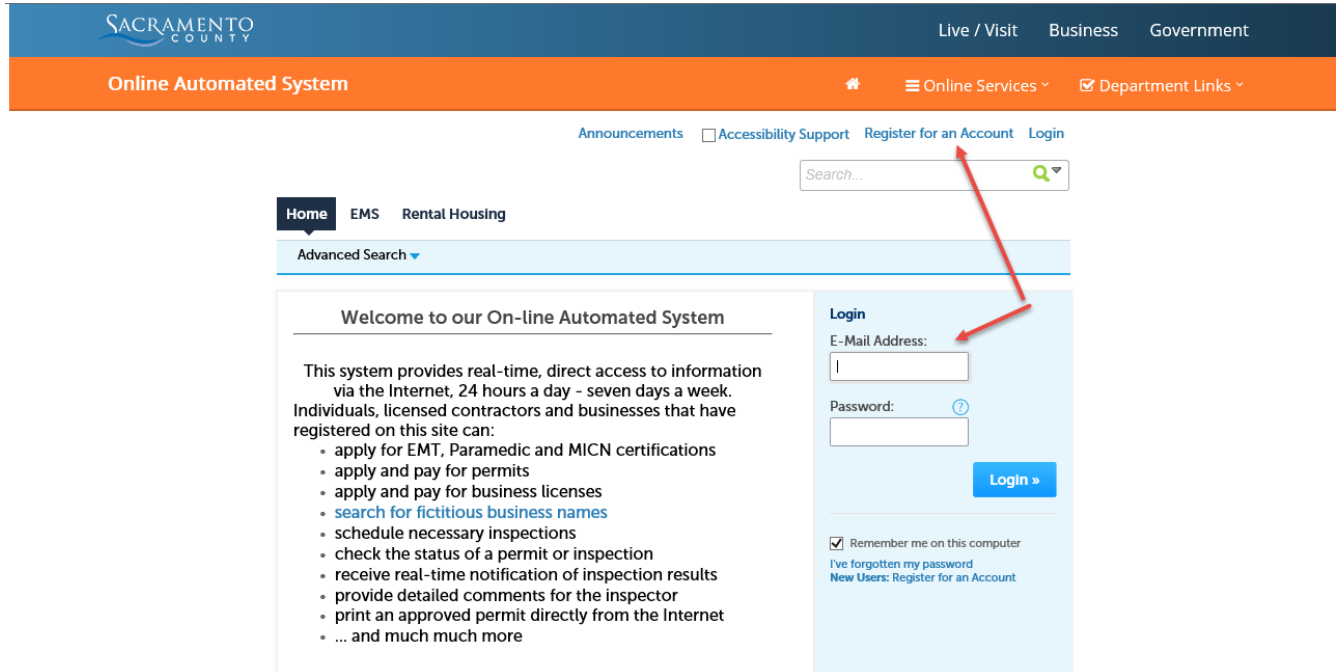 SACRAMENTO
COUNTY
Live / Visit Business Government
Online Automated System
Online Services Department Links
Announcements Accessibility Support Register for an Account Login
Search...
Home EMS Rental Housing
Advanced Search
Welcome to our On-line Automated System
This system provides real-time, direct access to information
via the Internet, 24 hours a day - seven days a week.
Individuals, licensed contractors and businesses that have
registered on this site can:
• apply for EMT, Paramedic and MICN certifications
• apply and pay for permits
• apply and pay for business licenses
• search for fictitious business names
• schedule necessary inspections
• check the status of a permit or inspection
• receive real-time notification of inspection results
• provide detailed comments for the inspector
• print an approved permit directly from the Internet
• ... and much much more
Login
E-Mail Address:
Password: ?
Login »
Remember me on this computer
I've forgotten my password
New Users: Register for an Account